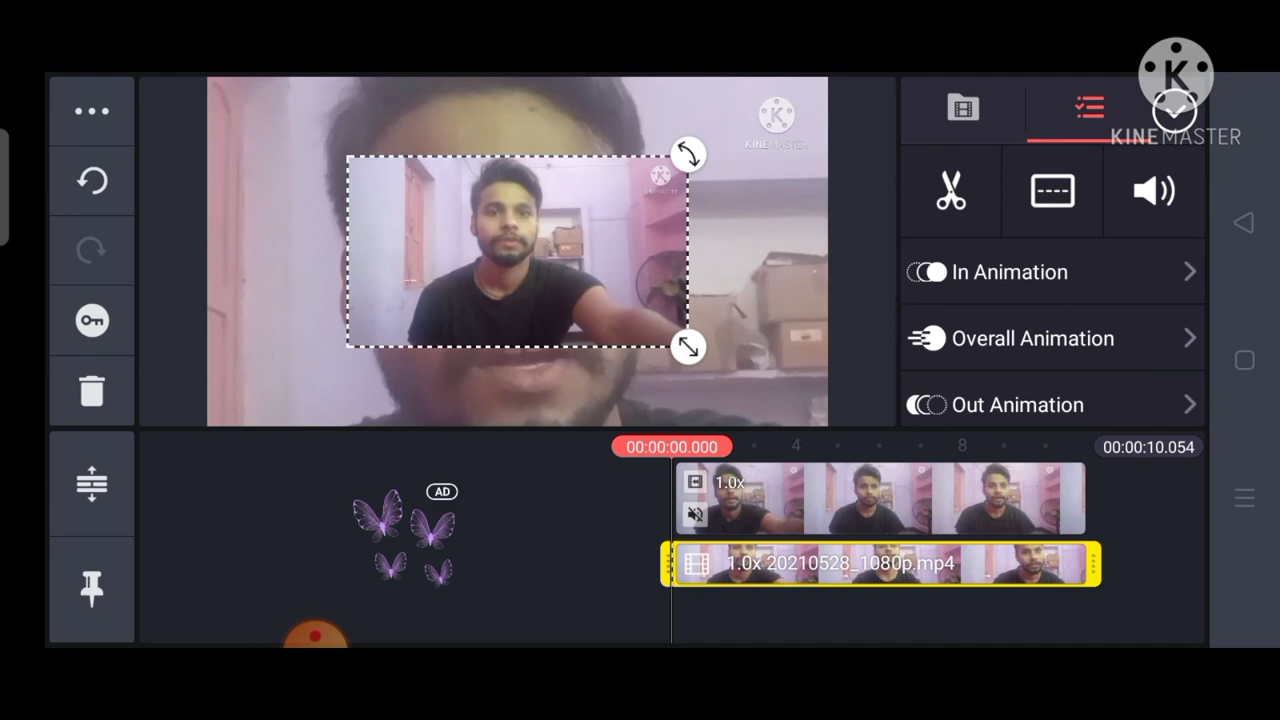 KINEMASTER
KINEMASTER
In Animation
Overall Animation
Out Animation
00:00:00.000
4
8
00:00:10.054
AD
1.0x
1.0x 20210528_1080p.mp4